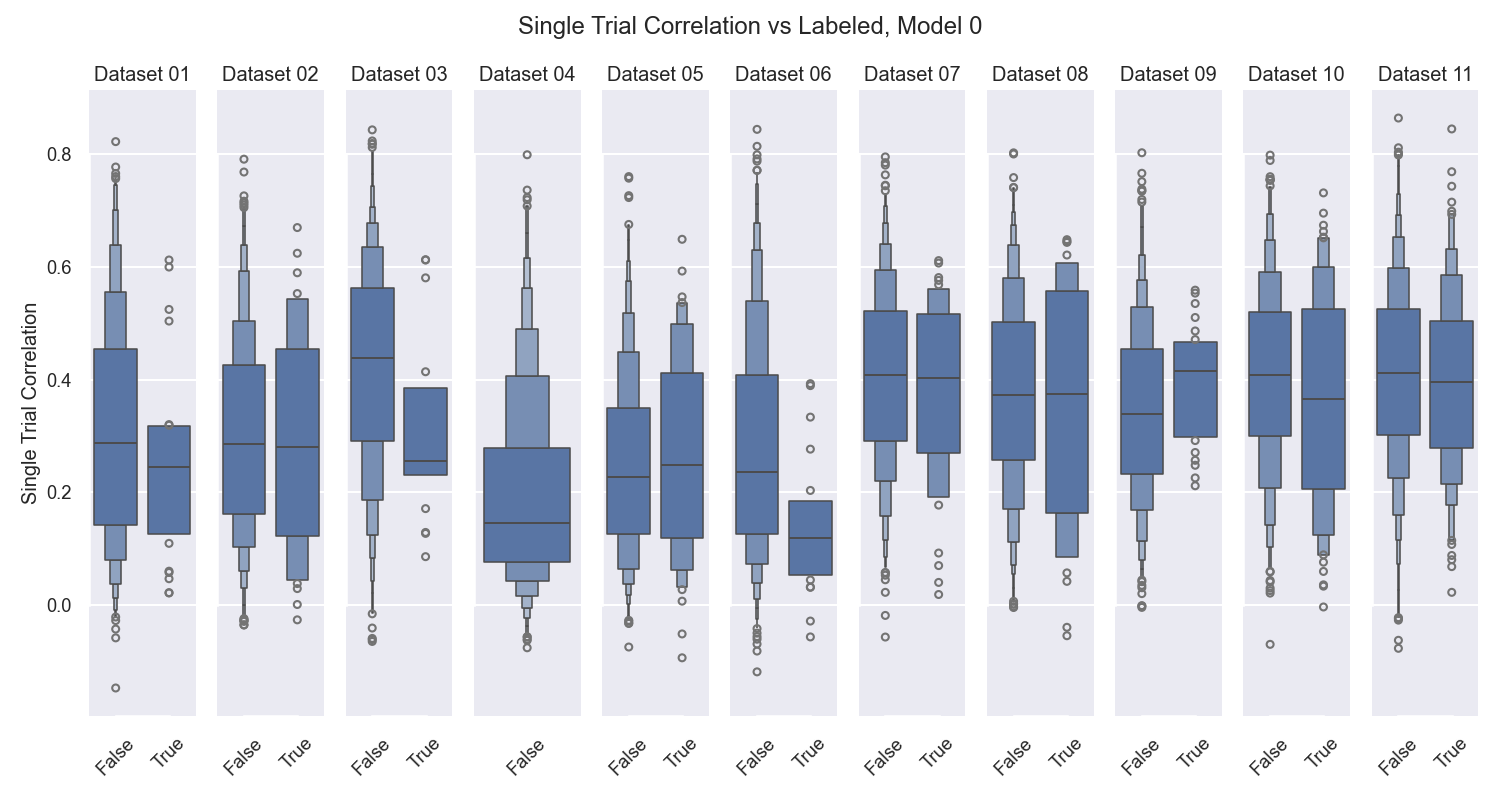 Single Trial Correlation vs Labeled, Model 0
Dataset 01 Dataset 02 Dataset 03 Dataset 04 Dataset 05 Dataset 06 Dataset 07 Dataset 08 Dataset 09 Dataset 10 Dataset 11
Single Trial Correlation
0.8
0.6
0.4
0.2
0.0
False True False True False True False False True False True False True False True False True False True False True